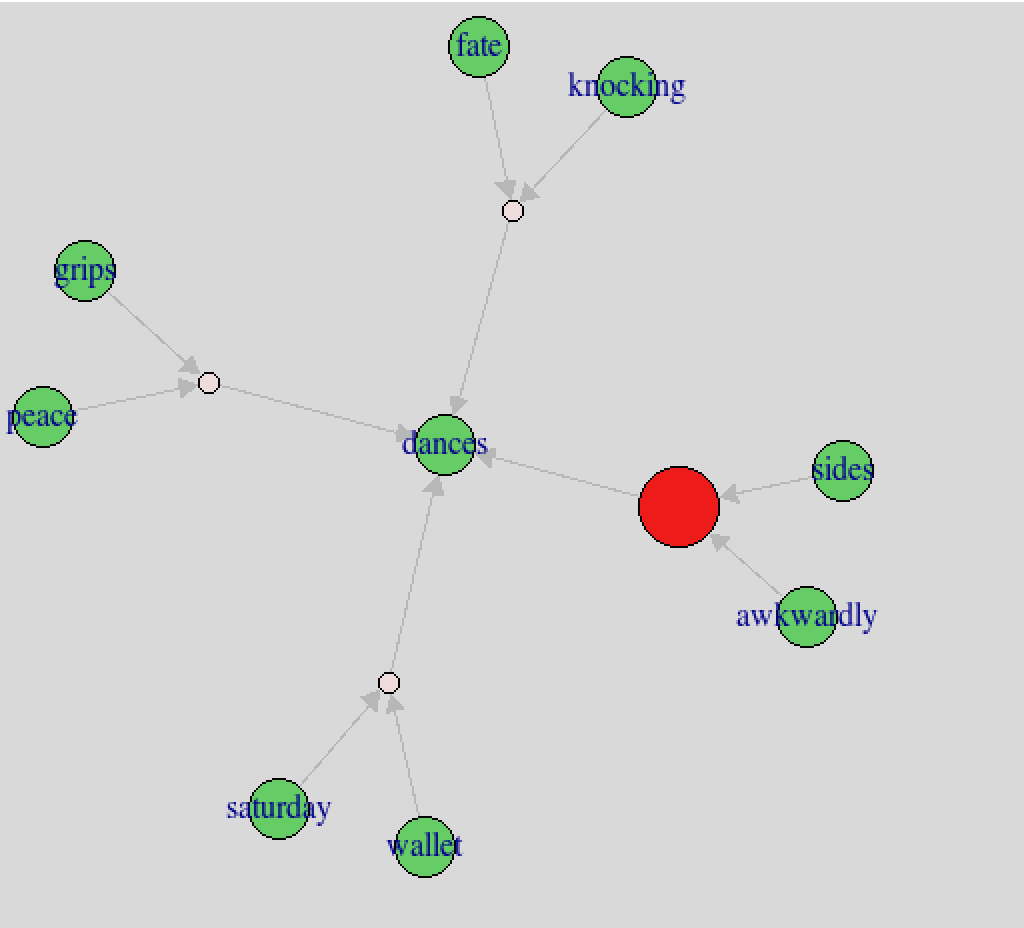 fate
knocking
grips
peace
dances
sides
awkwardly
saturday
wallet